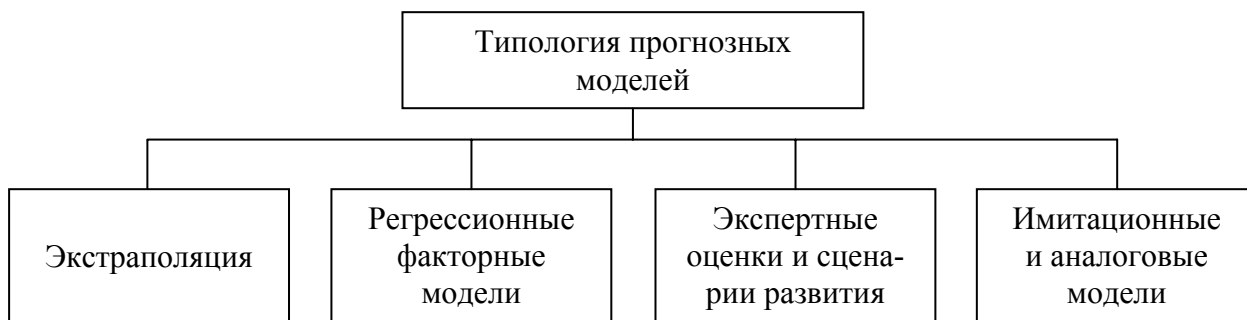 Типология прогнозных
моделей
Экстраполяция
Регрессионные
факторные
модели
Экспертные
оценки и сцена-
рии развития
Имитационные
и аналоговые
модели